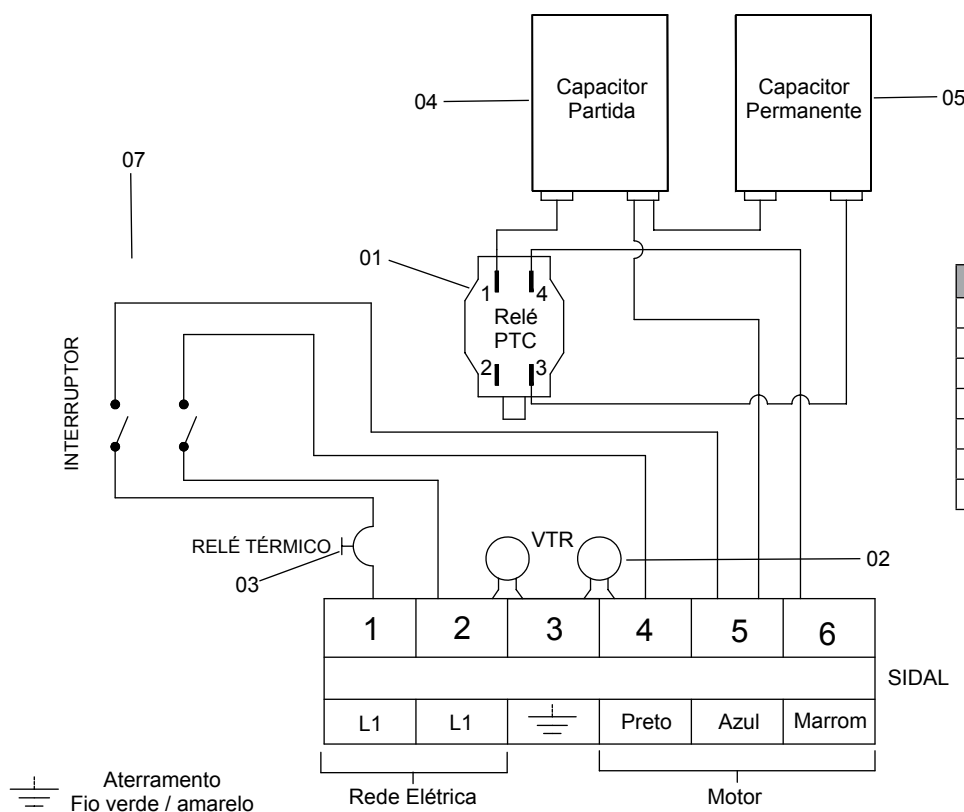 Capacitor
Partida
Capacitor
Permanente
04
05
07
01
1
4
Relé
PTC
2
3
INTERRUPTOR
RELÉ TÉRMICO
03
VTR
02
1 2 3 4 5 6
SIDAL
L1 L1 Preto Azul Marrom
Rede Elétrica
Motor
Aterramento
Fio verde / amarelo